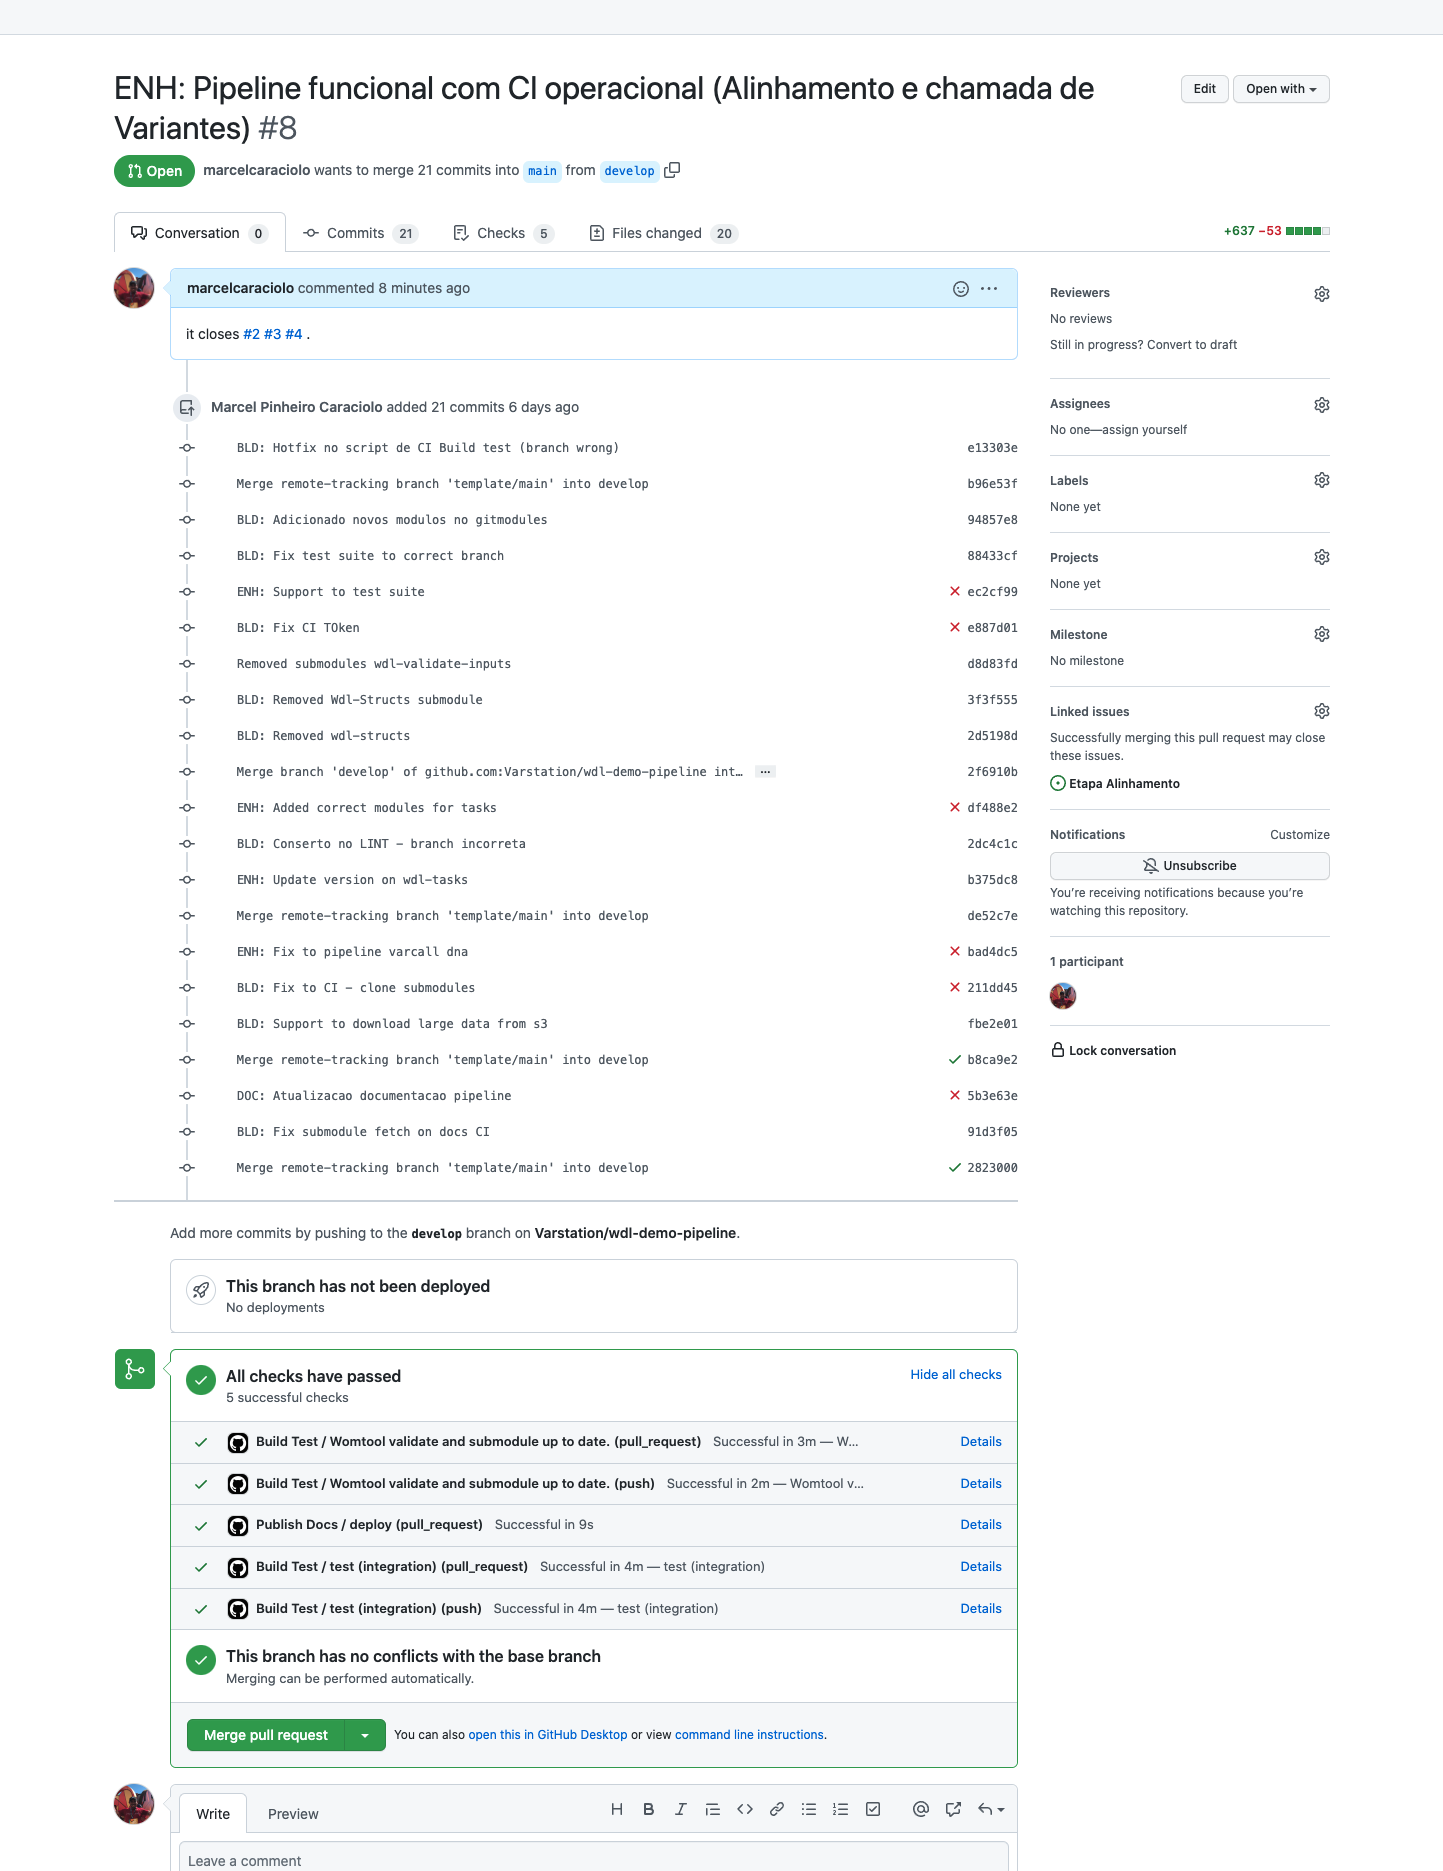 ENH: Pipeline funcional com CI operacional (Alinhamento e chamada de
Variantes) #8
Edit
Open with
Open
marcelcaraciolo wants to merge 21 commits into main from develop
Conversation 0
Commits 21
Checks 5
Files changed 20
+637 −53
marcelcaraciolo commented 8 minutes ago
it closes #2 #3 #4 .
Marcel Pinheiro Caraciolo added 21 commits 6 days ago
BLD: Hotfix no script de CI Build test (branch wrong) e13303e
Merge remote-tracking branch 'template/main' into develop b96e53f
BLD: Adicionado novos modulos no gitmodules 94857e8
BLD: Fix test suite to correct branch 88433cf
ENH: Support to test suite ec2cf99
BLD: Fix CI TOken e887d01
Removed submodules wdl-validate-inputs d8d83fd
BLD: Removed Wdl-Structs submodule 3f3f555
BLD: Removed wdl-structs 2d5198d
Merge branch 'develop' of github.com:Varstation/wdl-demo-pipeline int… … 2f6910b
ENH: Added correct modules for tasks df488e2
BLD: Conserto no LINT - branch incorreta 2dc4c1c
ENH: Update version on wdl-tasks b375dc8
Merge remote-tracking branch 'template/main' into develop de52c7e
ENH: Fix to pipeline varcall dna bad4dc5
BLD: Fix to CI - clone submodules 211dd45
BLD: Support to download large data from s3 fbe2e01
Merge remote-tracking branch 'template/main' into develop b8ca9e2
DOC: Atualizacao documentacao pipeline 5b3e63e
BLD: Fix submodule fetch on docs CI 91d3f05
Merge remote-tracking branch 'template/main' into develop 2823000
Add more commits by pushing to the develop branch on Varstation/wdl-demo-pipeline.
This branch has not been deployed
No deployments
All checks have passed
Hide all checks
5 successful checks
Build Test / Womtool validate and submodule up to date. (pull_request) Successful in 3m — W… Details
Build Test / Womtool validate and submodule up to date. (push) Successful in 2m — Womtool v… Details
Publish Docs / deploy (pull_request) Successful in 9s Details
Build Test / test (integration) (pull_request) Successful in 4m — test (integration) Details
Build Test / test (integration) (push) Successful in 4m — test (integration) Details
This branch has no conflicts with the base branch
Merging can be performed automatically.
Merge pull request
You can also open this in GitHub Desktop or view command line instructions.
Write
Preview
Leave a comment
Reviewers
No reviews
Still in progress? Convert to draft
Assignees
No one—assign yourself
Labels
None yet
Projects
None yet
Milestone
No milestone
Linked issues
Successfully merging this pull request may close
these issues.
Etapa Alinhamento
Notifications
Customize
Unsubscribe
You're receiving notifications because you're
watching this repository.
1 participant
Lock conversation